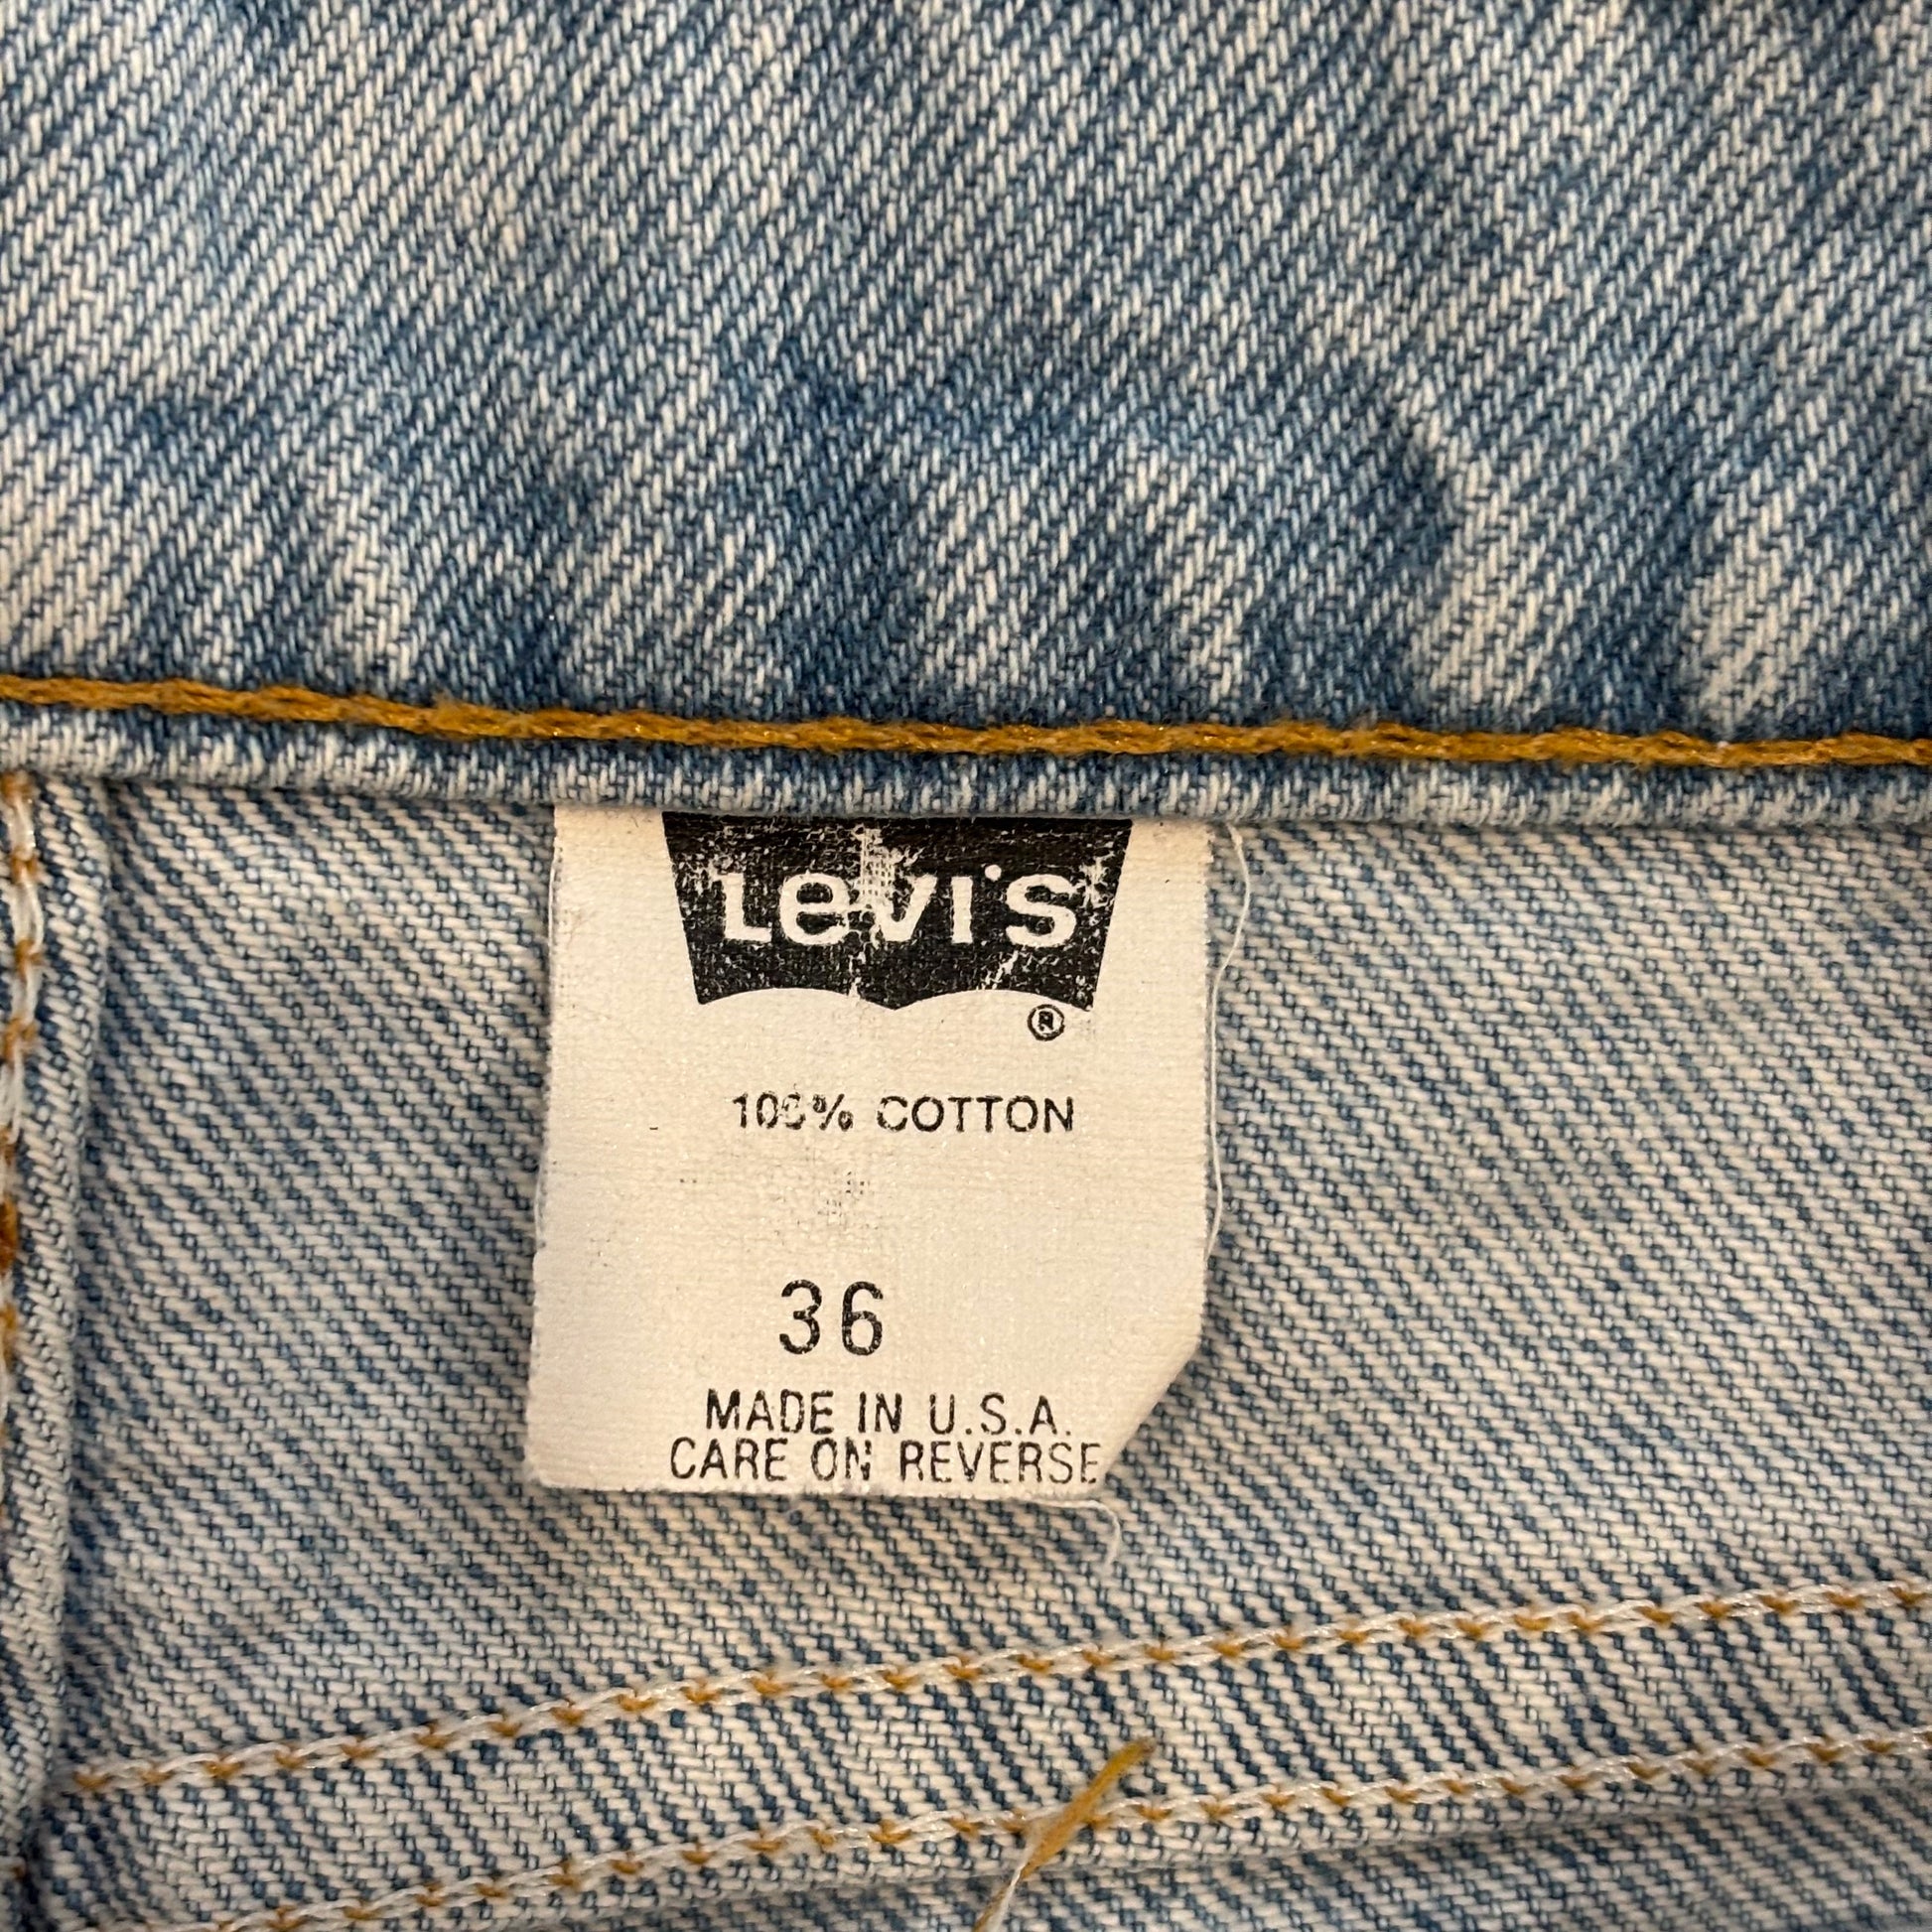 Levi's
®
100% COTTON
36
MADE IN U.S.A.
CARE ON REVERSE